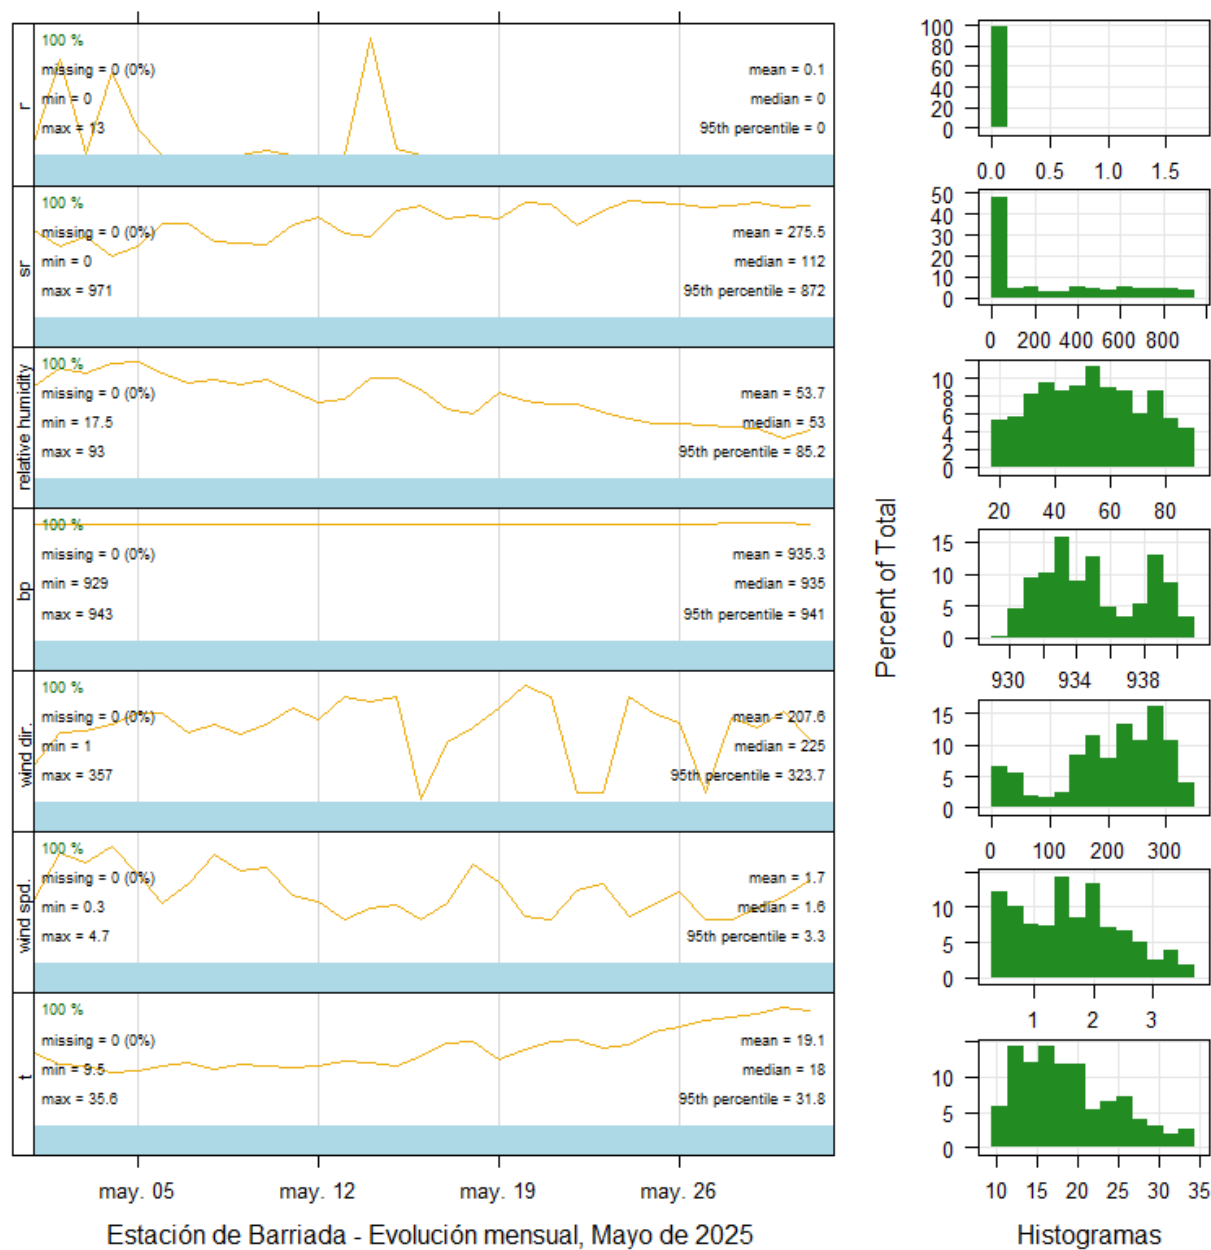 r
100 %
missing = 0 (0%)
min = 0
max = 13
mean = 0.1
median = 0
95th percentile = 0
sr
100 %
missing = 0 (0%)
min = 0
max = 971
mean = 275.5
median = 112
95th percentile = 872
relative humidity
100 %
missing = 0 (0%)
min = 17.5
max = 93
mean = 53.7
median = 53
95th percentile = 85.2
bp
100 %
missing = 0 (0%)
min = 929
max = 943
mean = 935.3
median = 935
95th percentile = 941
wind dir.
100 %
missing = 0 (0%)
min = 1
max = 357
mean = 207.6
median = 225
95th percentile = 323.7
wind spd.
100 %
missing = 0 (0%)
min = 0.3
max = 4.7
mean = 1.7
median = 1.6
95th percentile = 3.3
t
100 %
missing = 0 (0%)
min = 9.5
max = 35.6
mean = 19.1
median = 18
95th percentile = 31.8
may. 05 may. 12 may. 19 may. 26
Estación de Barriada - Evolución mensual, Mayo de 2025
Percent of Total
100
80
60
40
20
0
0.0 0.5 1.0 1.5
50
40
30
20
10
0
0 200 400 600 800
10
8
6
4
2
0
20 40 60 80
15
10
5
0
930 934 938
15
10
5
0
0 100 200 300
10
5
0
1 2 3
10
5
0
10 15 20 25 30 35
Histogramas